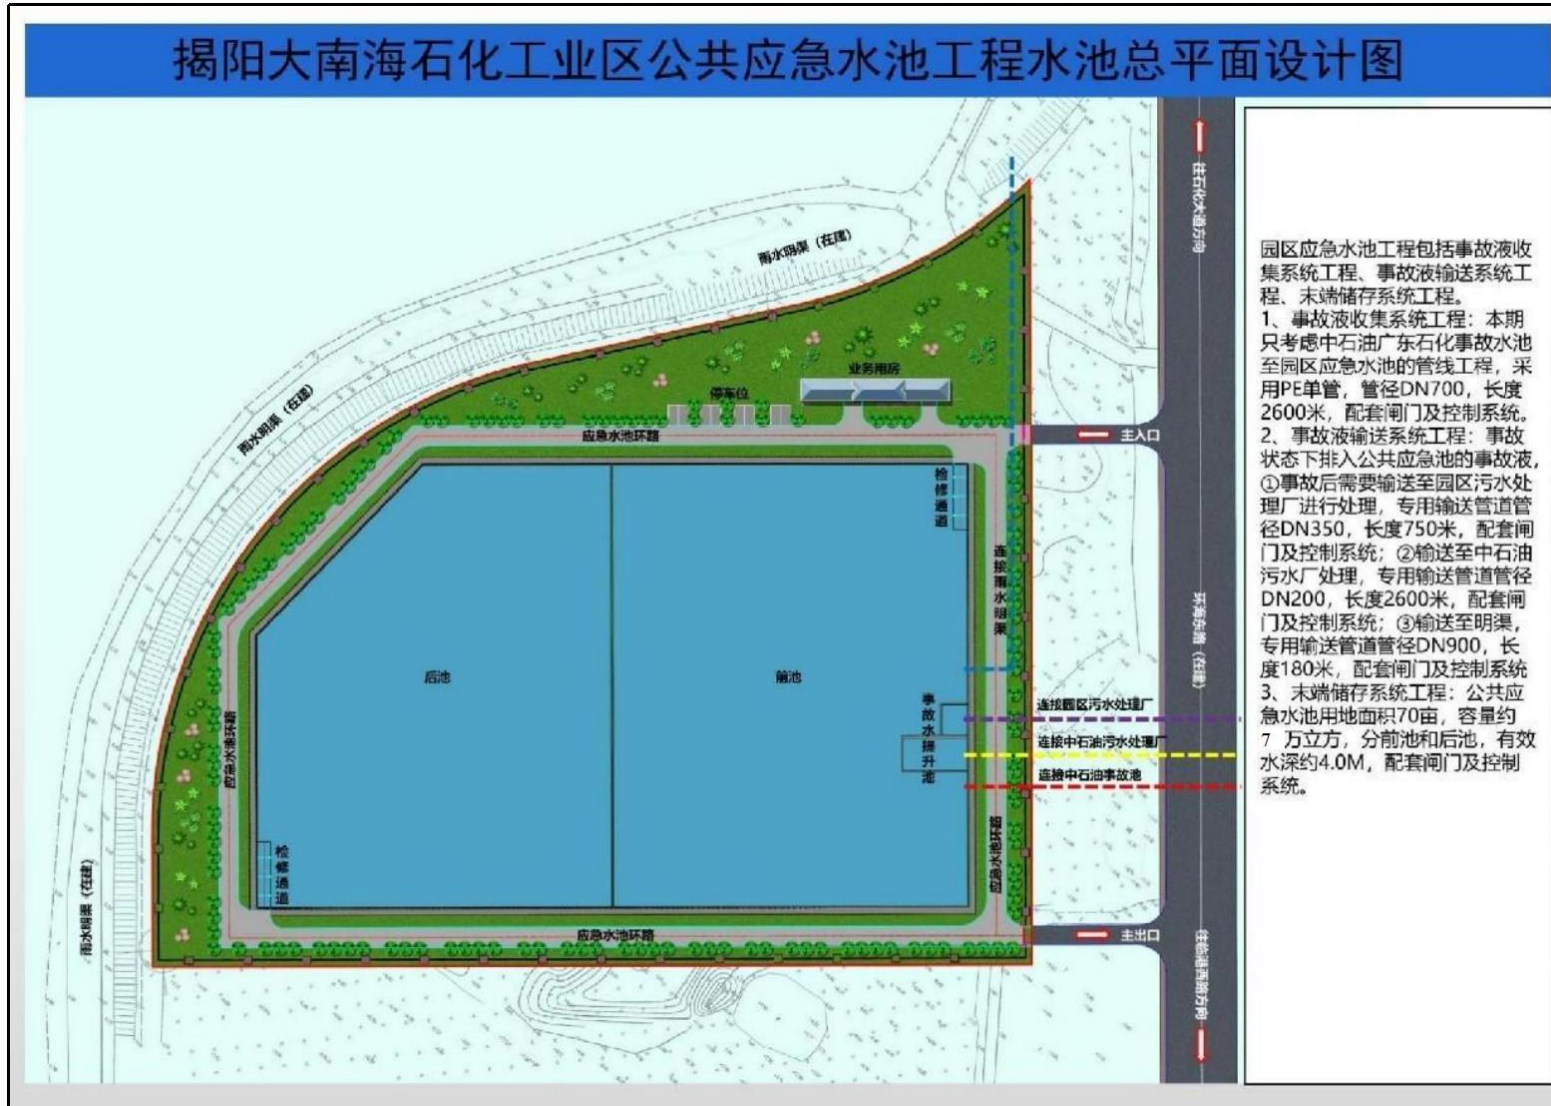 揭阳大南海石化工业区公共应急水池工程水池总平面设计图
往石化大道方向
雨水明渠（在建）
雨水明渠（在建）
业务用房
停车位
应急水池环路
主入口
检修通道
连接雨水明渠
环海东路（在建）
后池
前池
事故水提升池
连接园区污水处理厂
连接中石油污水处理厂
连接中石油事故池
应急水池环路
应急水池环路
检修通道
雨水明渠（在建）
应急水池环路
主出口
往临港西路方向
园区应急水池工程包括事故液收
集系统工程、事故液输送系统工
程、末端储存系统工程。
1、事故液收集系统工程：本期
只考虑中石油广东石化事故水池
至园区应急水池的管线工程，采
用PE单管，管径DN700，长度
2600米，配套闸门及控制系统。
2、事故液输送系统工程：事故
状态下排入公共应急池的事故液，
①事故后需要输送至园区污水处
理厂进行处理，专用输送管道管
径DN350，长度750米，配套闸
门及控制系统；②输送至中石油
污水厂处理，专用输送管道管径
DN200，长度2600米，配套闸
门及控制系统；③输送至明渠，
专用输送管道管径DN900，长
度180米，配套闸门及控制系统
3、末端储存系统工程：公共应
急水池用地面积70亩，容量约
7 万立方，分前池和后池，有效
水深约4.0M，配套闸门及控制
系统。